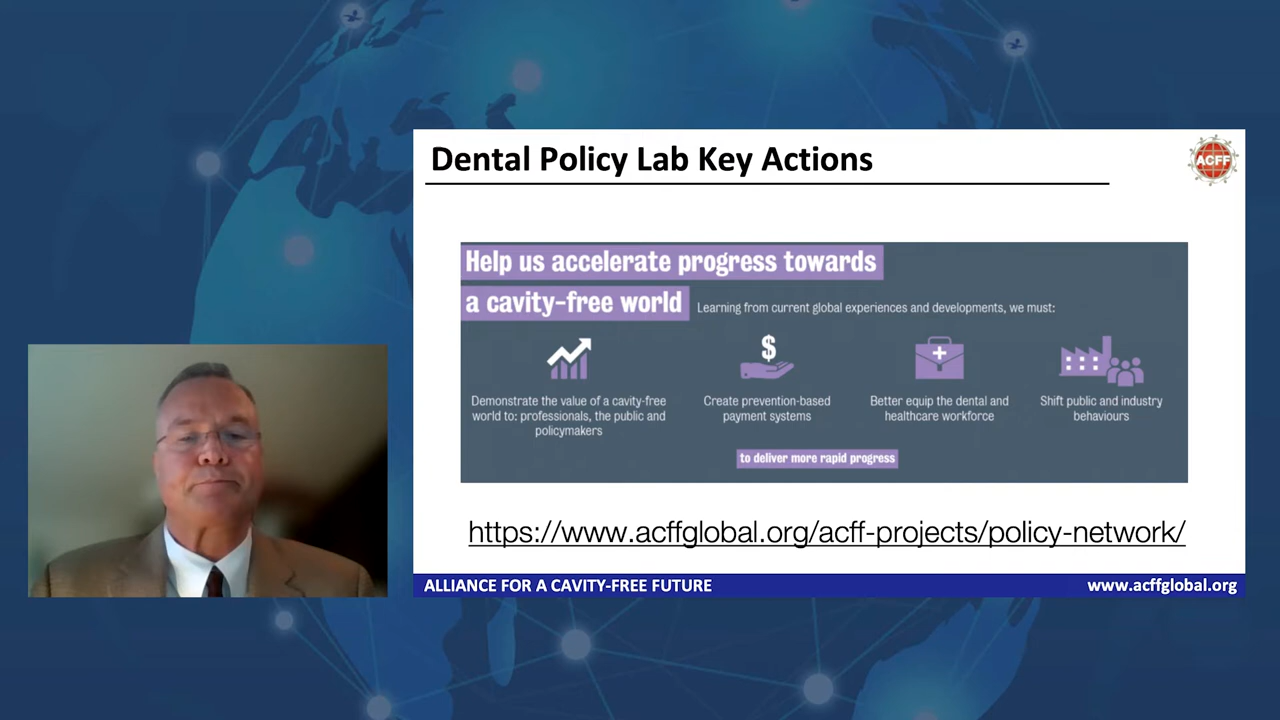 Dental Policy Lab Key Actions
ACFF
Help us accelerate progress towards
a cavity-free world Learning from current global experiences and developments, we must:
$
Demonstrate the value of a cavity-free
world to: professionals, the public and
policymakers
Create prevention-based
payment systems
Better equip the dental and
healthcare workforce
Shift public and industry
behaviours
to deliver more rapid progress
https://www.acffglobal.org/acff-projects/policy-network/
ALLIANCE FOR A CAVITY-FREE FUTURE
www.acffglobal.org